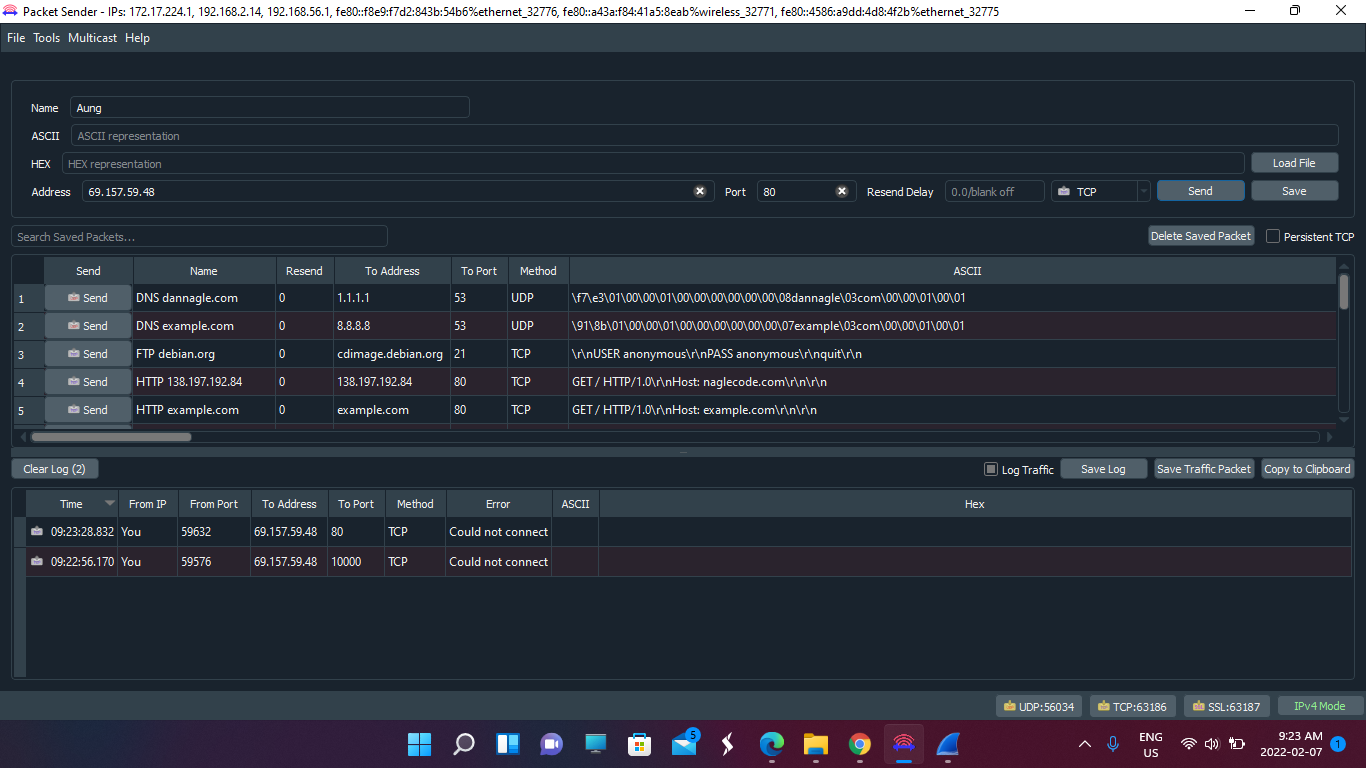 Packet Sender - IPs: 172.17.224.1, 192.168.2.14, 192.168.56.1, fe80::f8e9:f7d2:843b:54b6%ethernet_32776, fe80::a43a:f84:41a5:8eab%wireless_32771, fe80::4586:a9dd:4d8:4f2b%ethernet_32775
File Tools Multicast Help
Name Aung
ASCII ASCII representation
HEX HEX representation Load File
Address 69.157.59.48 Port 80 Resend Delay 0.0/blank off TCP Send Save
Search Saved Packets... Delete Saved Packet Persistent TCP
Send Name Resend To Address To Port Method ASCII
1 Send DNS dannagle.com 0 1.1.1.1 53 UDP \f7\e3\01\00\00\01\00\00\00\00\00\00\08dannagle\03com\00\00\01\00\01
2 Send DNS example.com 0 8.8.8.8 53 UDP \91\8b\01\00\00\01\00\00\00\00\00\00\07example\03com\00\00\01\00\01
3 Send FTP debian.org 0 cdimage.debian.org 21 TCP \r\nUSER anonymous\r\nPASS anonymous\r\nquit\r\n
4 Send HTTP 138.197.192.84 0 138.197.192.84 80 TCP GET / HTTP/1.0\r\nHost: naglecode.com\r\n\r\n
5 Send HTTP example.com 0 example.com 80 TCP GET / HTTP/1.0\r\nHost: example.com\r\n\r\n
Clear Log (2) Log Traffic Save Log Save Traffic Packet Copy to Clipboard
Time From IP From Port To Address To Port Method Error ASCII Hex
09:23:28.832 You 59632 69.157.59.48 80 TCP Could not connect
09:22:56.170 You 59576 69.157.59.48 10000 TCP Could not connect
UDP:56034 TCP:63186 SSL:63187 IPv4 Mode
5
ENG 9:23 AM
US 2022-02-07 1